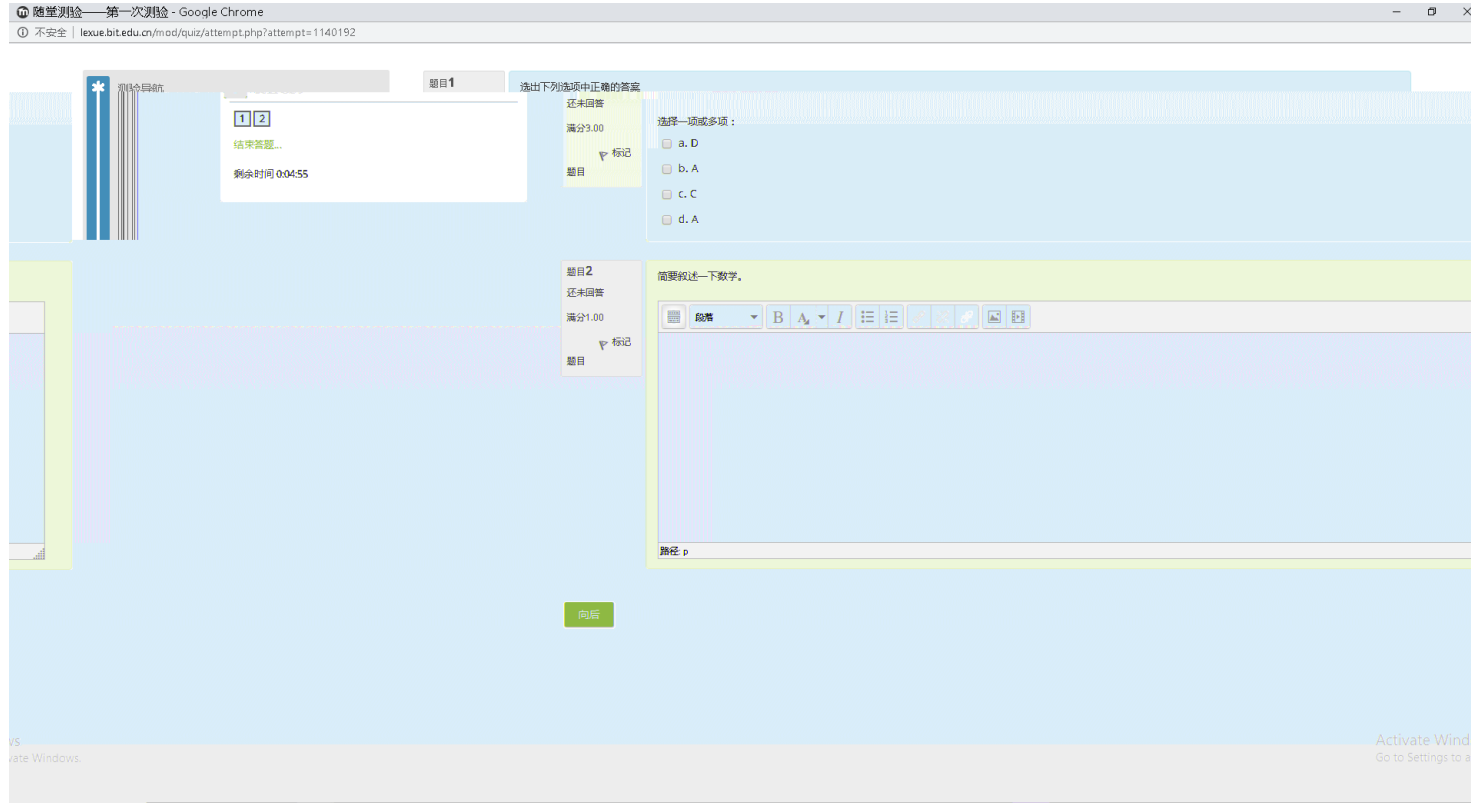 随堂测验——第一次测验 - Google Chrome
不安全 | lexue.bit.edu.cn/mod/quiz/attempt.php?attempt=1140192
测验导航
1 2
结束答题...
剩余时间 0:04:55
题目1
还未回答
满分3.00
标记
题目
选出下列选项中正确的答案
选择一项或多项：
a. D
b. A
c. C
d. A
题目2
还未回答
满分1.00
标记
题目
简要叙述一下数学。
段落
B A I
路径: p
向后
vate Windows.
Activate Wind
Go to Settings to a